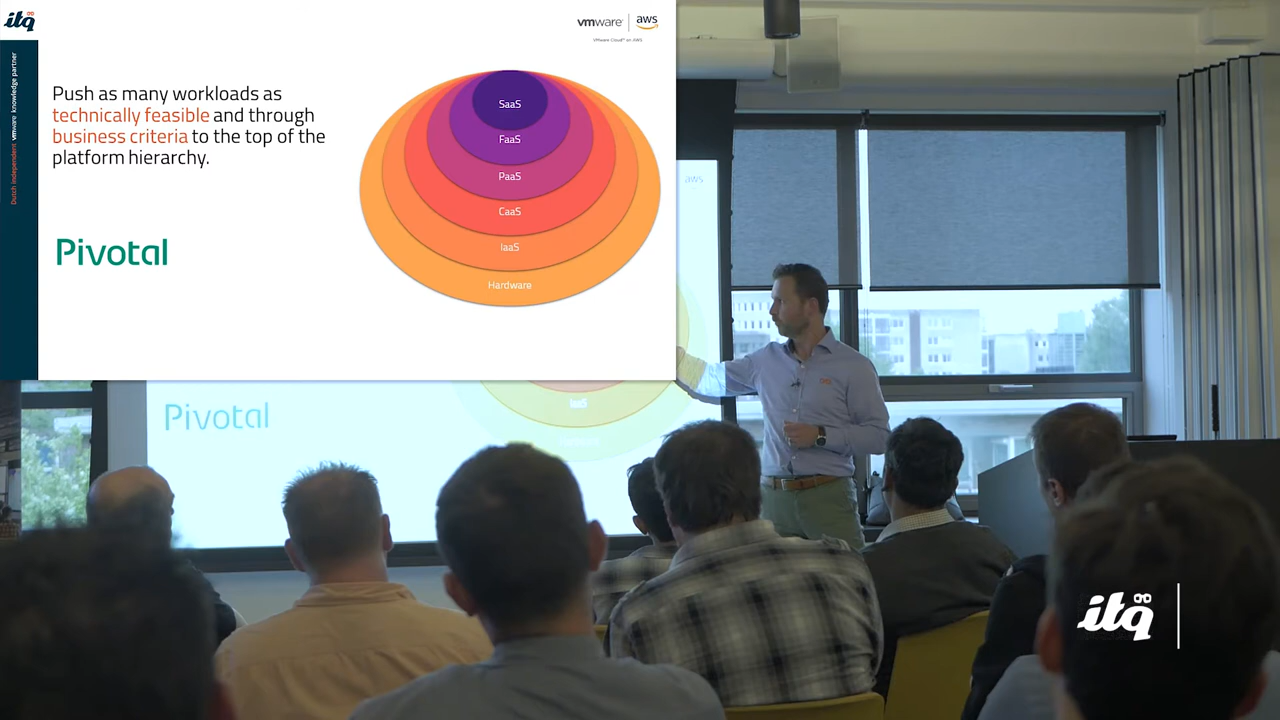 itq
Dutch independent vmware knowledge partner
vmware
aws
VMware Cloud™ on AWS
Push as many workloads as
technically feasible and through
business criteria to the top of the
platform hierarchy.
Pivotal
SaaS
FaaS
PaaS
CaaS
IaaS
Hardware
aws
Pivotal
IaaS
itq